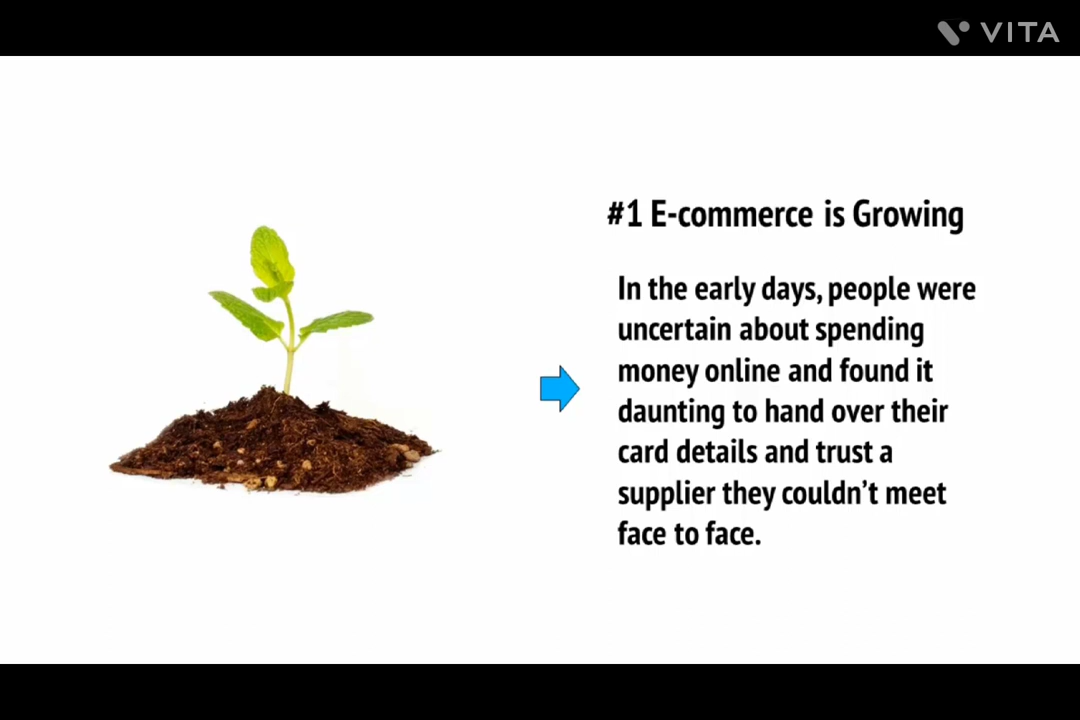 VITA
#1 E-commerce is Growing
In the early days, people were
uncertain about spending
money online and found it
daunting to hand over their
card details and trust a
supplier they couldn't meet
face to face.